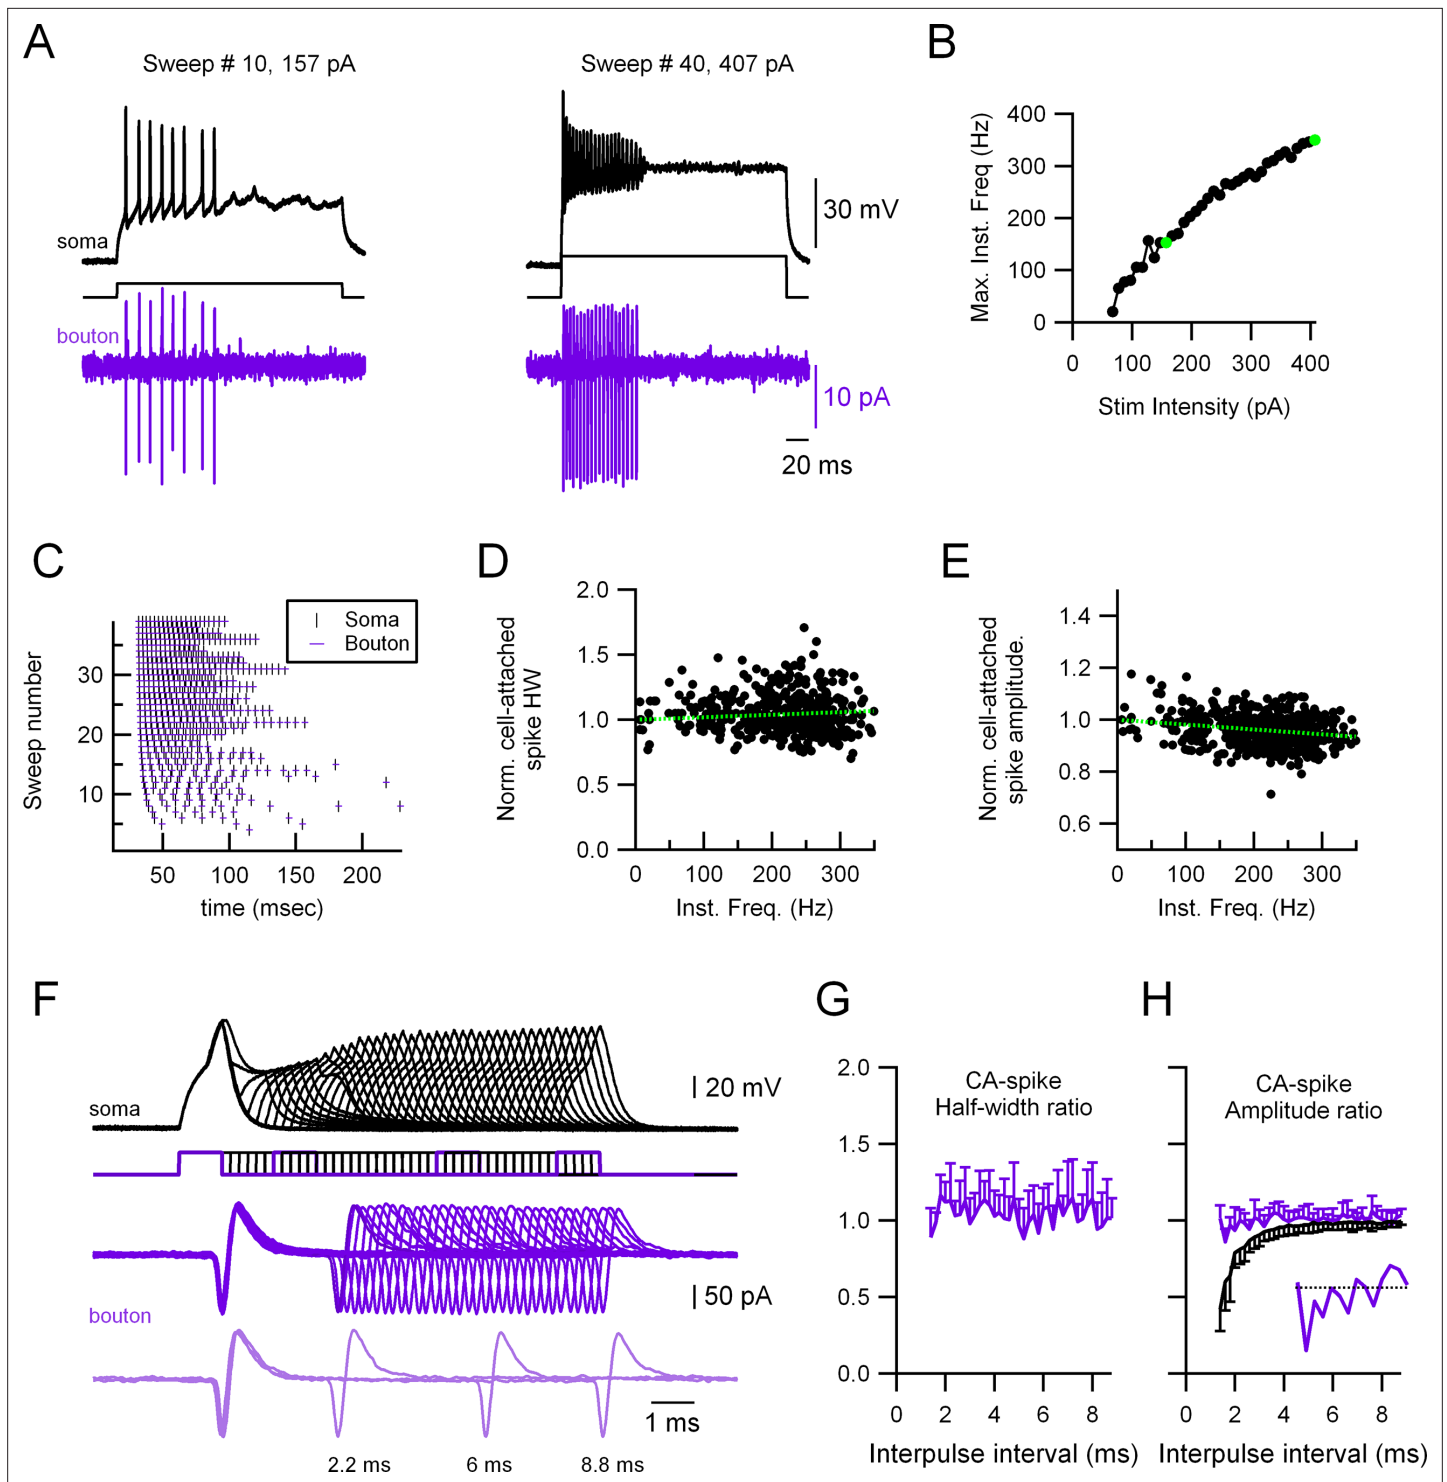 A
Sweep # 10, 157 pA
Sweep # 40, 407 pA
soma
30 mV
bouton
10 pA
20 ms
B
Max. Inst. Freq (Hz)
400
300
200
100
0
0 100 200 300 400
Stim Intensity (pA)
C
Soma
Bouton
Sweep number
30
20
10
50 100 150 200
time (msec)
D
Norm. cell-attached
spike HW
2.0
1.5
1.0
0.5
0.0
0 100 200 300
Inst. Freq. (Hz)
E
Norm. cell-attached
spike amplitude.
1.4
1.2
1.0
0.8
0.6
0 100 200 300
Inst. Freq. (Hz)
F
soma
20 mV
50 pA
bouton
1 ms
2.2 ms 6 ms 8.8 ms
G
CA-spike
Half-width ratio
2.0
1.5
1.0
0.5
0.0
0 2 4 6 8
Interpulse interval (ms)
H
CA-spike
Amplitude ratio
0 2 4 6 8
Interpulse interval (ms)